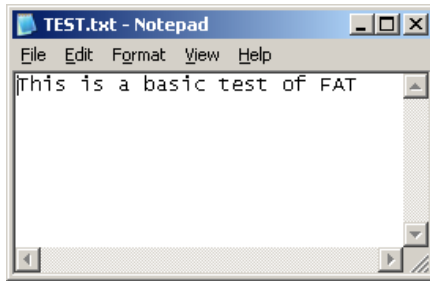 TEST.txt - Notepad
File Edit Format View Help
This is a basic test of FAT